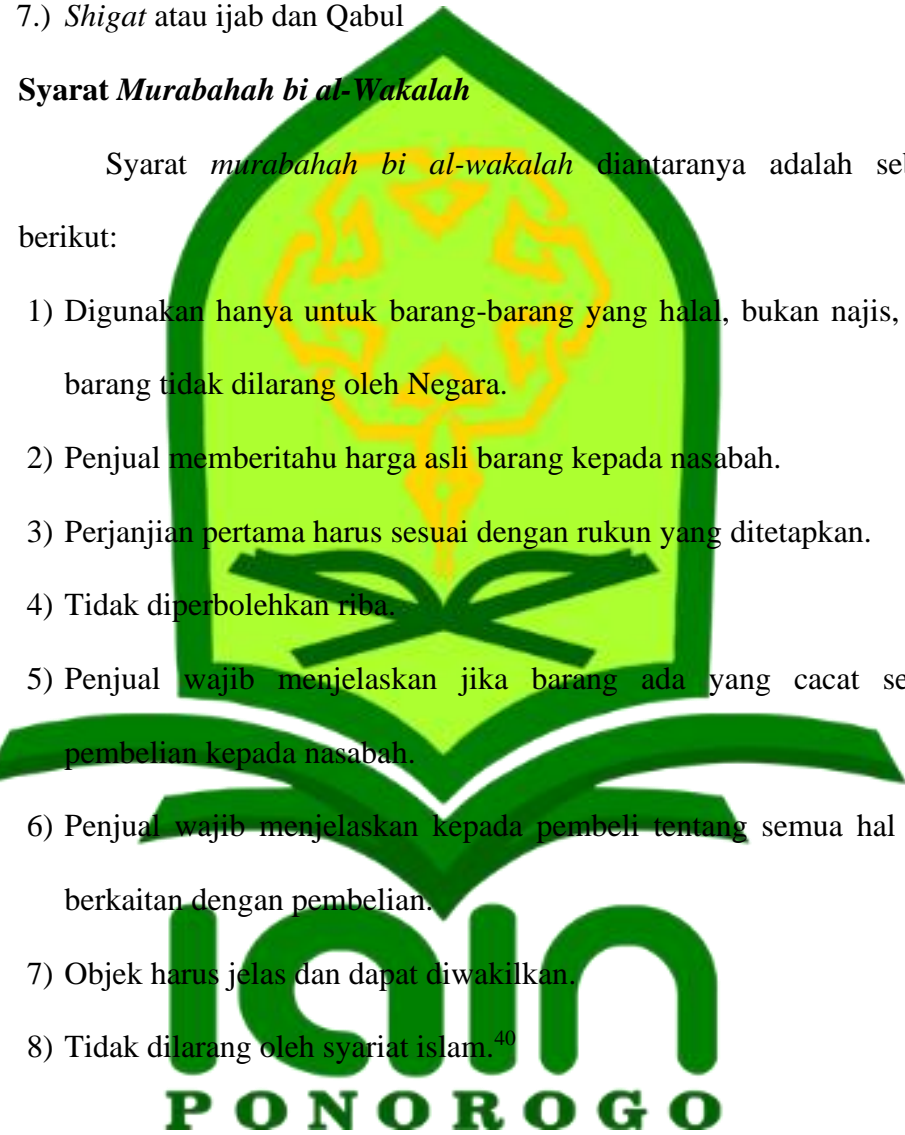 7.) Shigat atau ijab dan Qabul
Syarat Murabahah bi al-Wakalah
Syarat murabahah bi al-wakalah diantaranya adalah
berikut:
1) Digunakan hanya untuk barang-barang yang halal, bukan najis,
barang tidak dilarang oleh Negara.
2) Penjual memberitahu harga asli barang kepada nasabah.
3) Perjanjian pertama harus sesuai dengan rukun yang ditetapkan.
4) Tidak diperbolehkan riba.
5) Penjual wajib menjelaskan jika barang ada yang cacat
pembelian kepada nasabah.
6) Penjual wajib menjelaskan kepada pembeli tentang semua hal
berkaitan dengan pembelian.
7) Objek harus jelas dan dapat diwakilkan.
8) Tidak dilarang oleh syariat islam.40
iain
PONOROGO